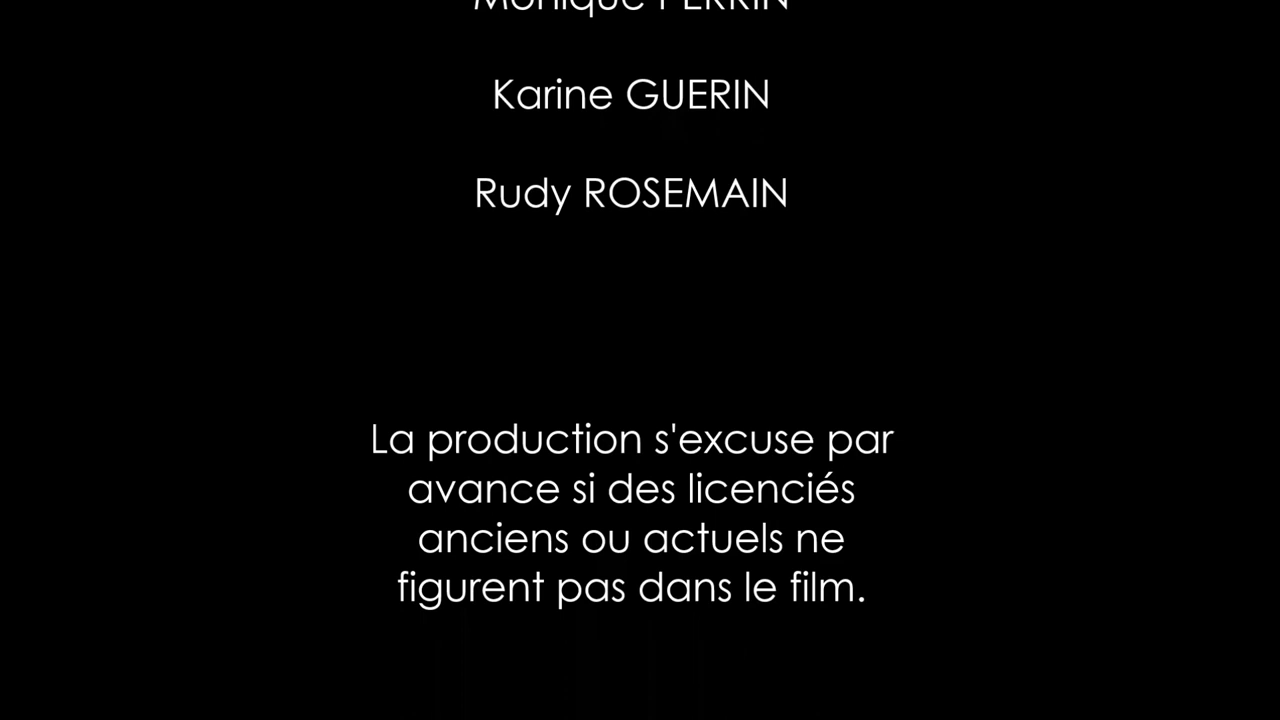 Monique PERRIN
Karine GUERIN
Rudy ROSEMAIN
La production s'excuse par
avance si des licenciés
anciens ou actuels ne
figurent pas dans le film.